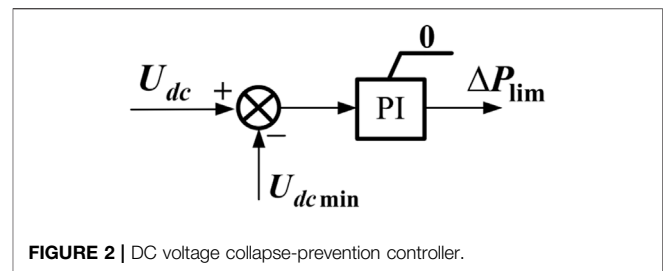 0
U_dc + PI ΔP_lim
−
U_dc min
FIGURE 2 | DC voltage collapse-prevention controller.